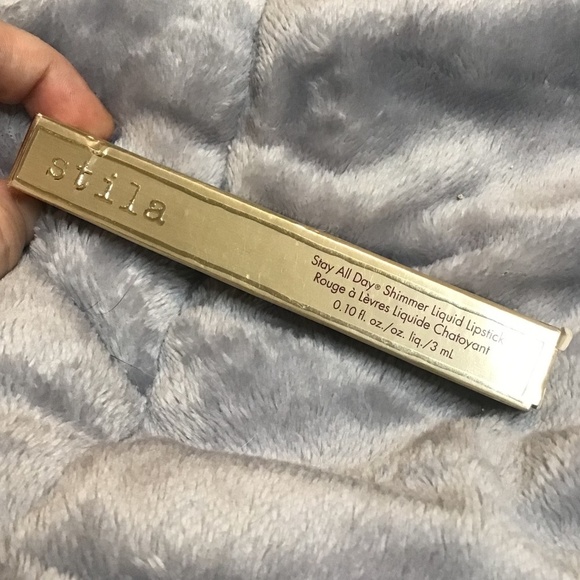 stila
Stay All Day® Shimmer Liquid Lipstick
Rouge à Lèvres Liquide Chatoyant
0.10 fl. oz./oz. liq./3 mL